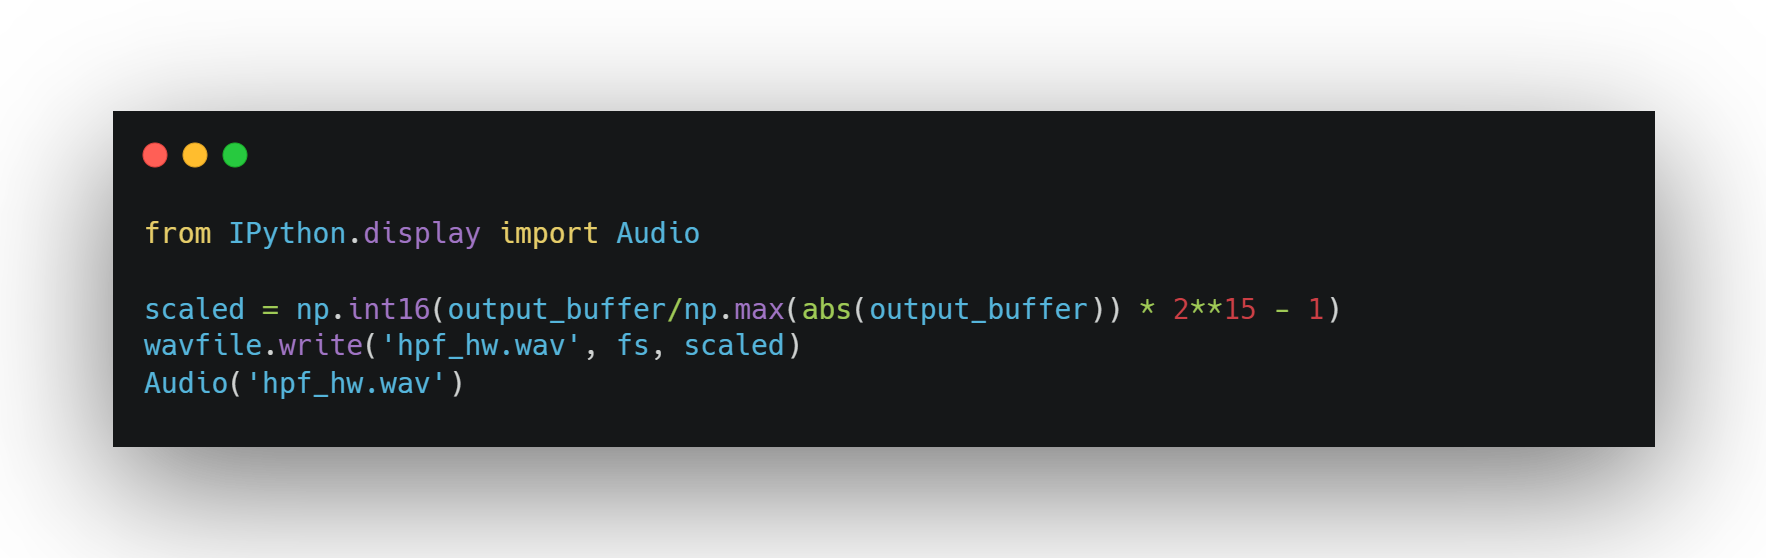 from IPython.display import Audio
scaled = np.int16(output_buffer/np.max(abs(output_buffer)) * 2**15 - 1)
wavfile.write('hpf_hw.wav', fs, scaled)
Audio('hpf_hw.wav')